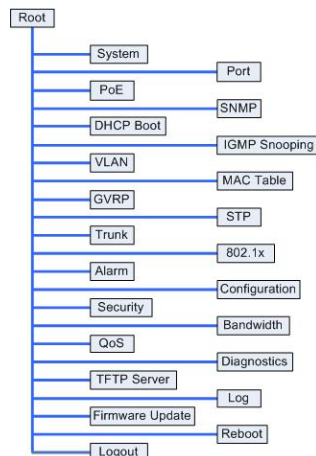 Root
System
Port
PoE
SNMP
DHCP Boot
IGMP Snooping
VLAN
MAC Table
GVRP
STP
Trunk
802.1x
Alarm
Configuration
Security
Bandwidth
QoS
Diagnostics
TFTP Server
Log
Firmware Update
Reboot
Logout